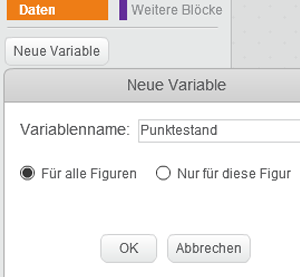 Daten Weitere Blöcke
Neue Variable
Neue Variable
Variablenname: Punktestand
Für alle Figuren Nur für diese Figur
OK Abbrechen